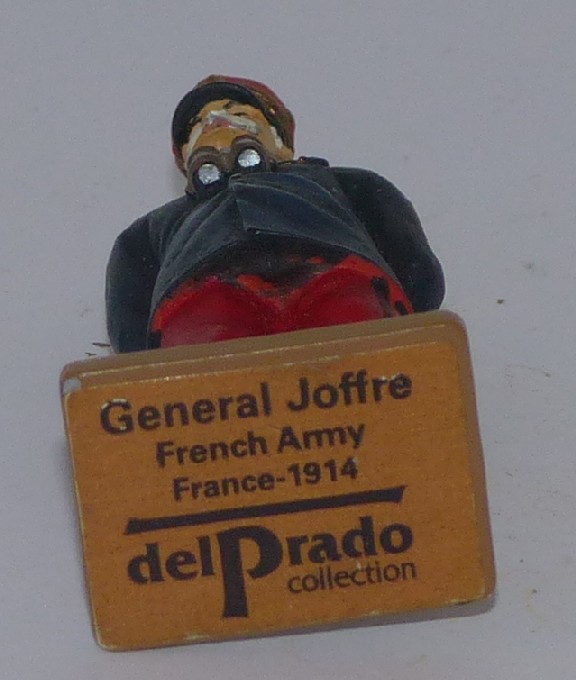 General Joffre
French Army
France-1914
delPrado
collection